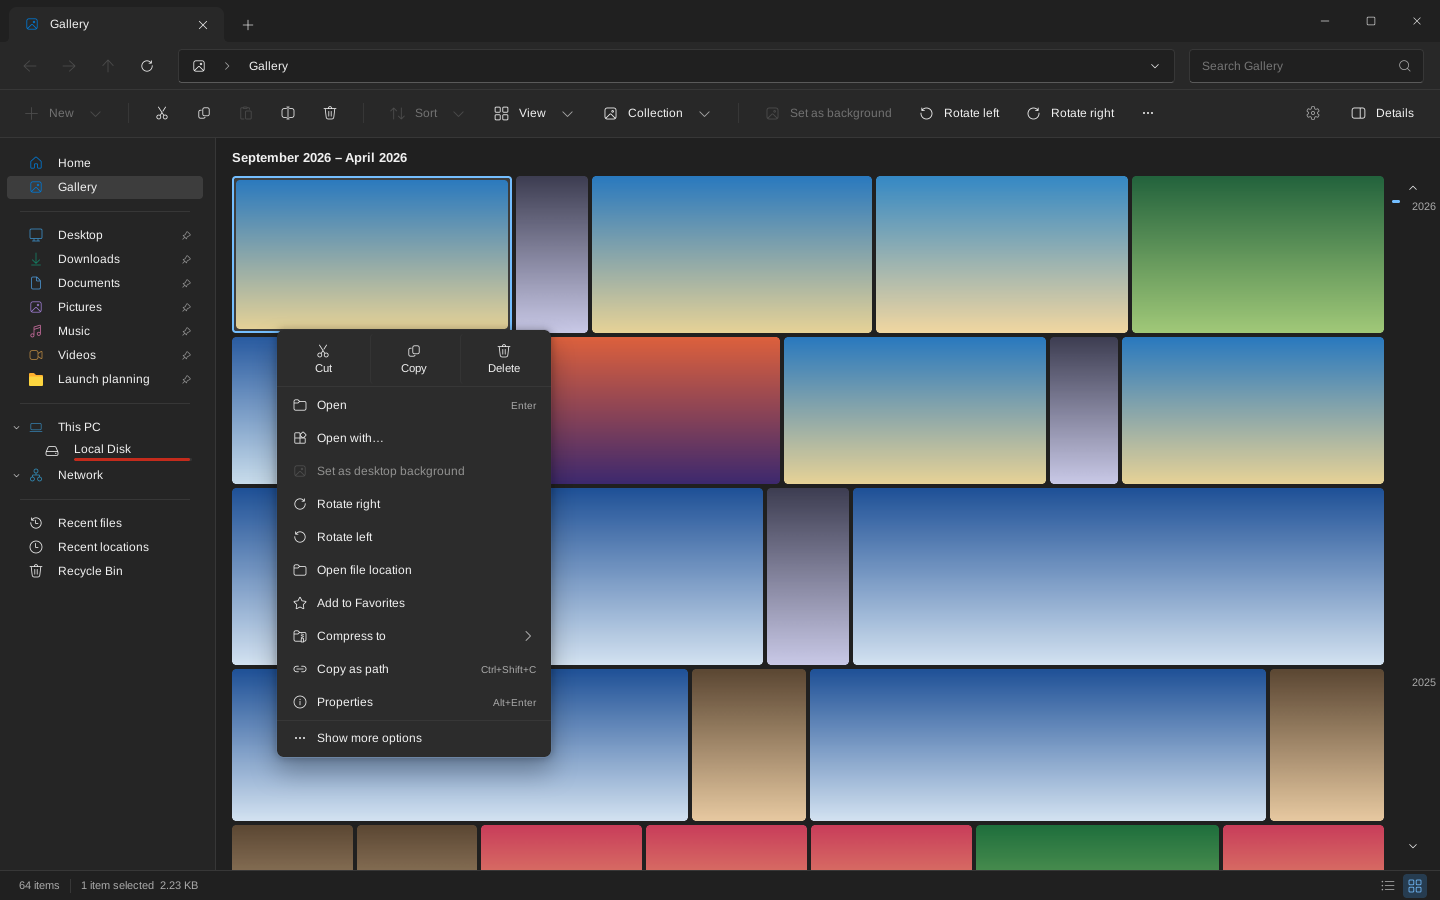 Gallery
Gallery
Search Gallery
New
Sort
View
Collection
Set as background
Rotate left
Rotate right
Details
Home
Gallery
Desktop
Downloads
Documents
Pictures
Music
Videos
Launch planning
This PC
Local Disk
Network
Recent files
Recent locations
Recycle Bin
September 2026 – April 2026
2026
2025
Cut
Copy
Delete
Open Enter
Open with…
Set as desktop background
Rotate right
Rotate left
Open file location
Add to Favorites
Compress to
Copy as path Ctrl+Shift+C
Properties Alt+Enter
Show more options
64 items
1 item selected 2.23 KB